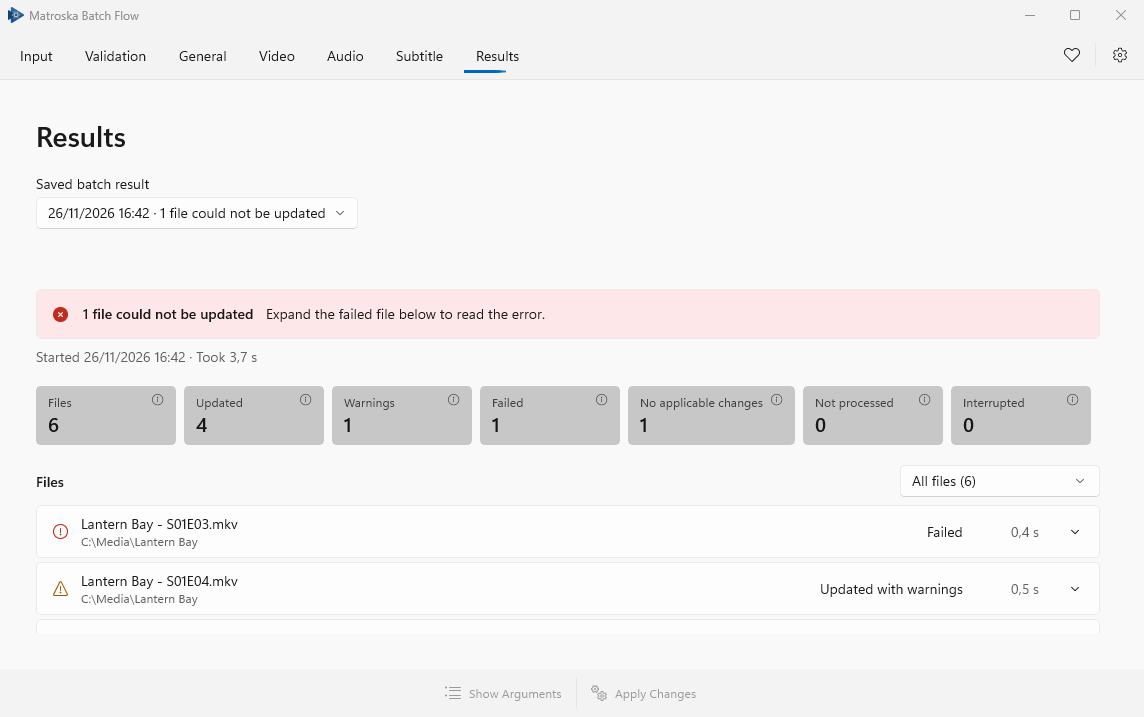 Matroska Batch Flow
Input Validation General Video Audio Subtitle Results
Results
Saved batch result
26/11/2026 16:42 · 1 file could not be updated
1 file could not be updated Expand the failed file below to read the error.
Started 26/11/2026 16:42 · Took 3,7 s
Files Updated Warnings Failed No applicable changes Not processed Interrupted
6 4 1 1 1 0 0
Files All files (6)
Lantern Bay - S01E03.mkv
C:\Media\Lantern Bay
Failed 0,4 s
Lantern Bay - S01E04.mkv
C:\Media\Lantern Bay
Updated with warnings 0,5 s
Show Arguments Apply Changes